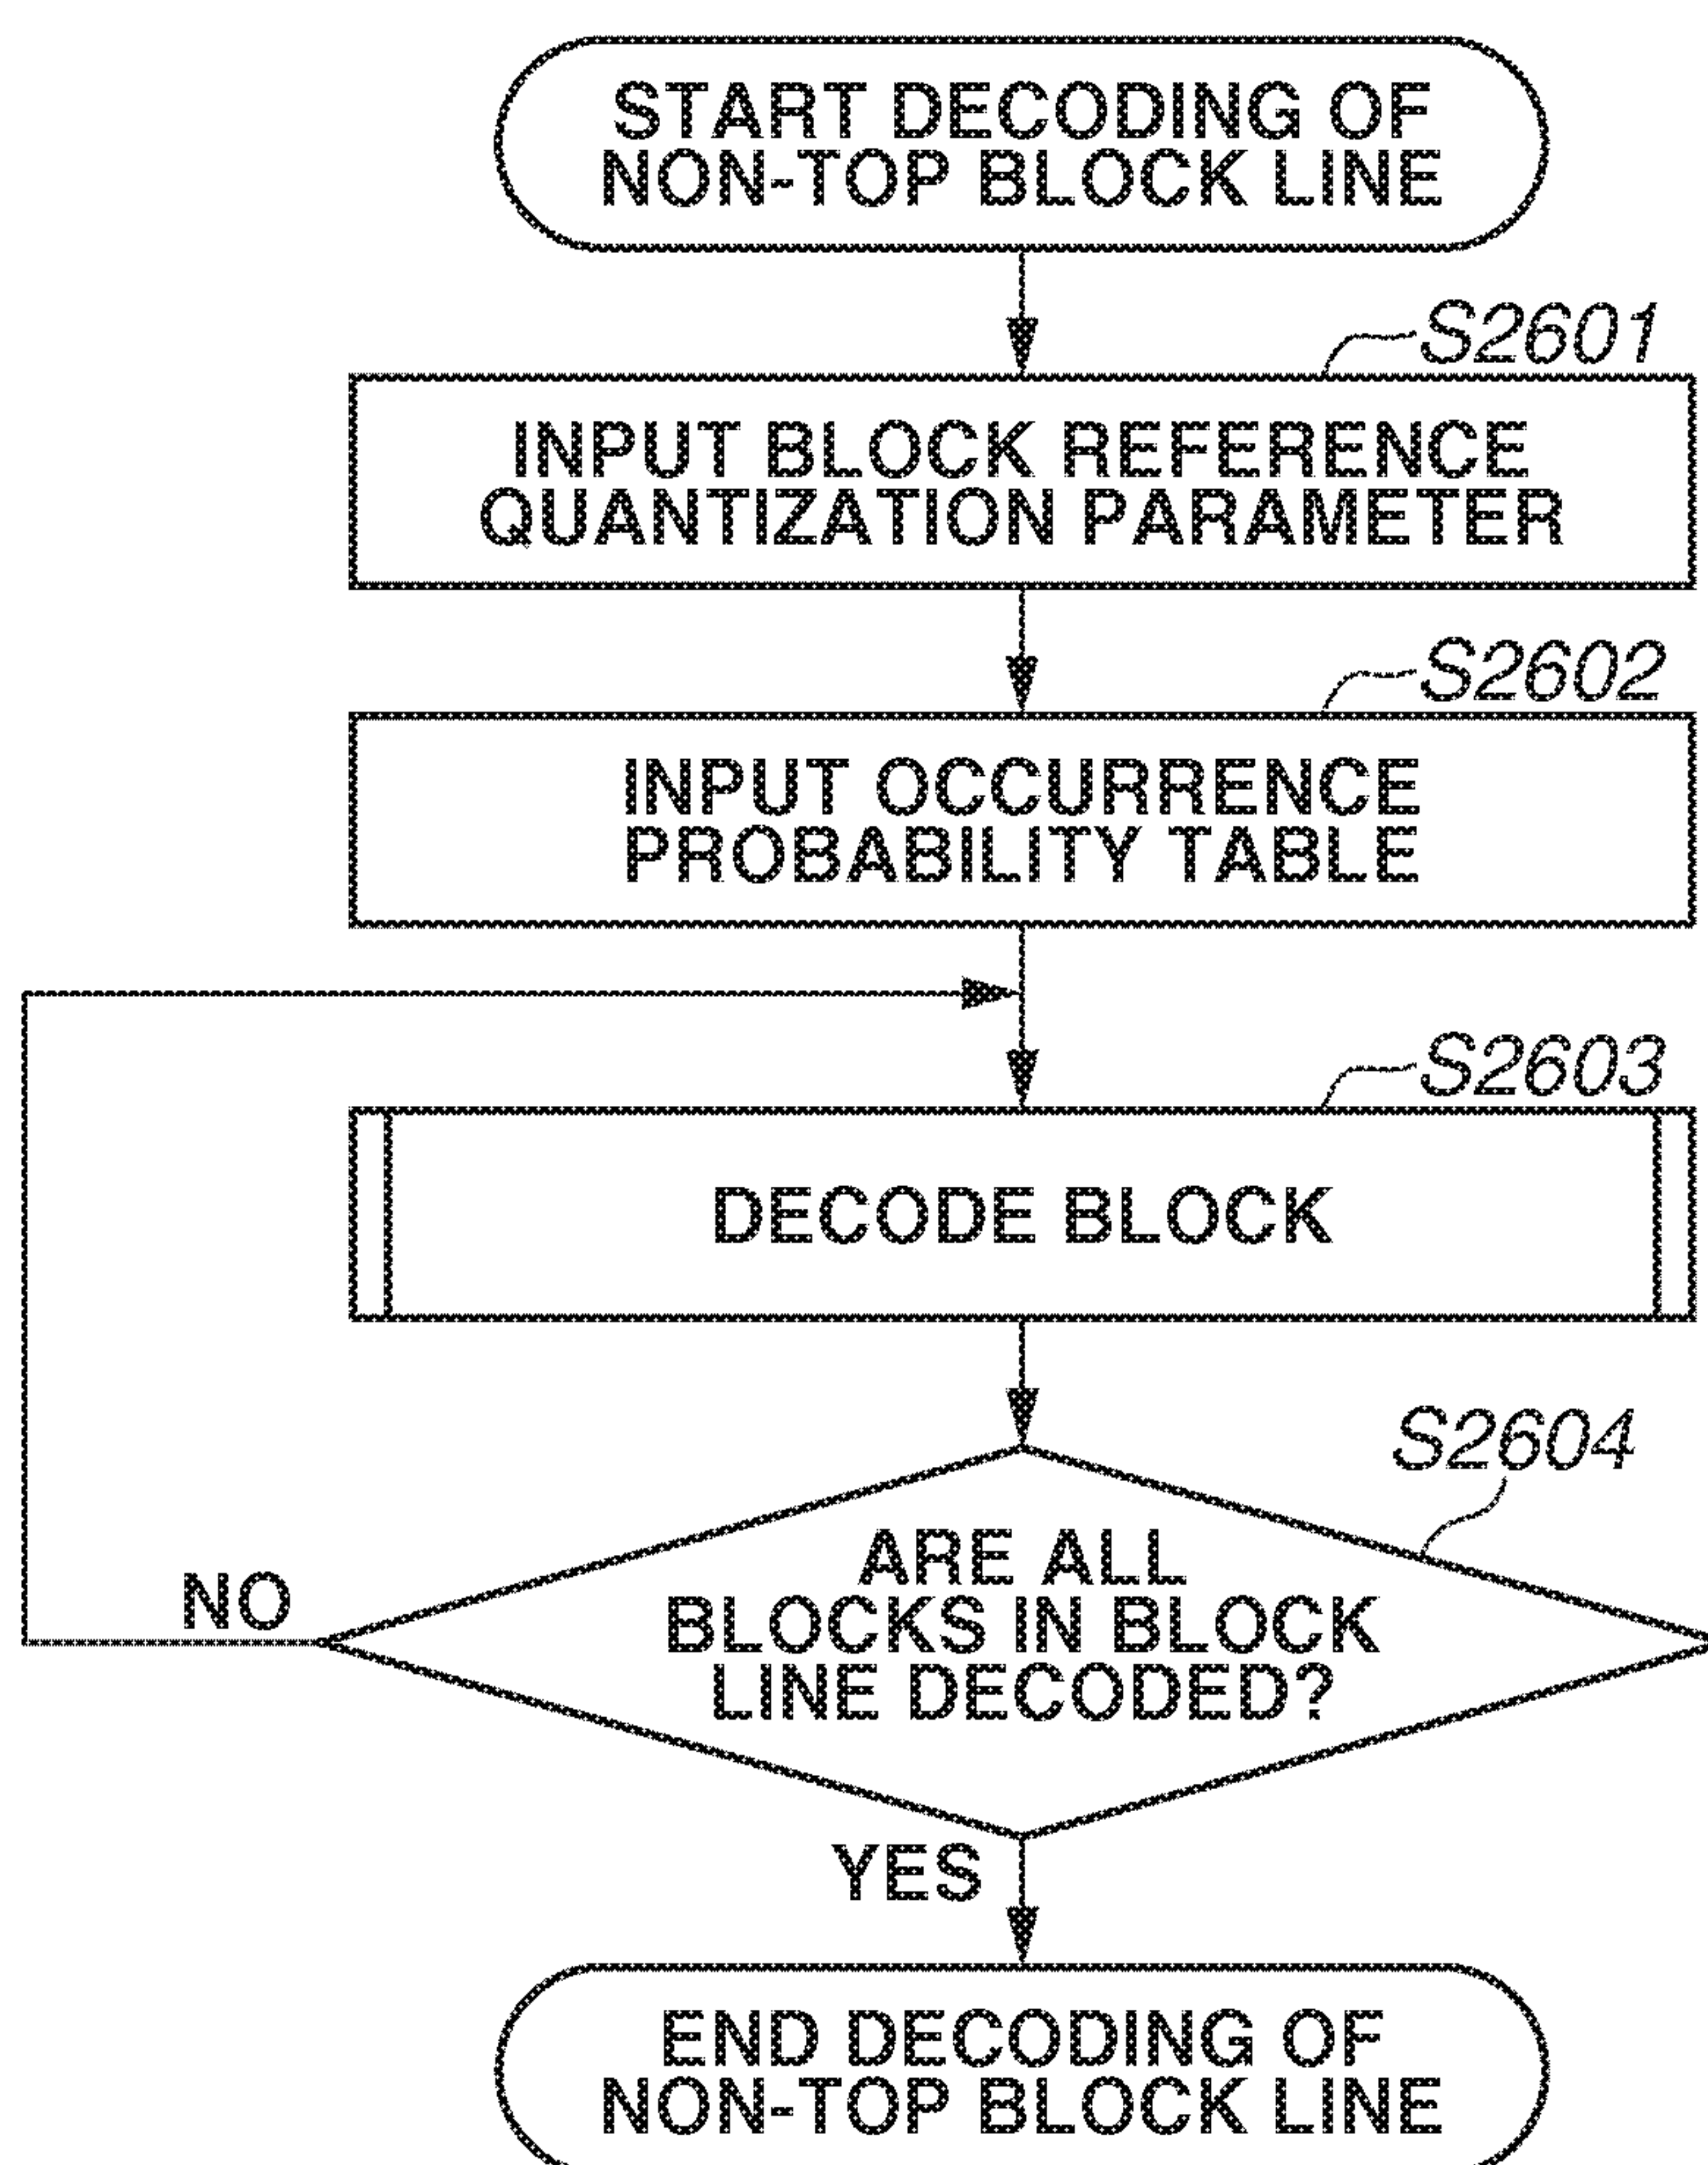 START DECODING OF
NON-TOP BLOCK LINE
S2601
INPUT BLOCK REFERENCE
QUANTIZATION PARAMETER
S2602
INPUT OCCURRENCE
PROBABILITY TABLE
S2603
DECODE BLOCK
S2604
ARE ALL
BLOCKS IN BLOCK
LINE DECODED?
NO
YES
END DECODING OF
NON-TOP BLOCK LINE